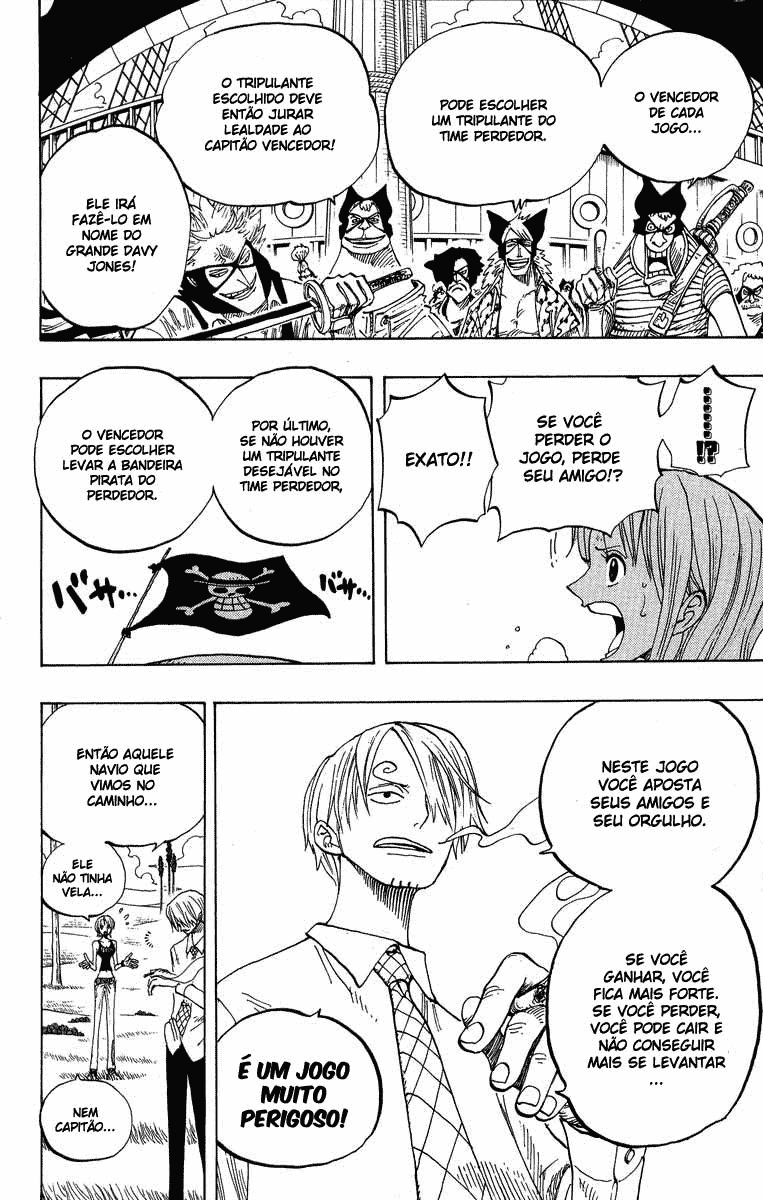 O VENCEDOR
DE CADA
JOGO...
PODE ESCOLHER
UM TRIPULANTE DO
TIME PERDEDOR.
O TRIPULANTE
ESCOLHIDO DEVE
ENTÃO JURAR
LEALDADE AO
CAPITÃO VENCEDOR!
ELE IRÁ
FAZÊ-LO EM
NOME DO
GRANDE DAVY
JONES!
......!?
SE VOCÊ
PERDER O
JOGO, PERDE
SEU AMIGO!?
EXATO!!
POR ÚLTIMO,
SE NÃO HOUVER
UM TRIPULANTE
DESEJÁVEL NO
TIME PERDEDOR,
O VENCEDOR
PODE ESCOLHER
LEVAR A BANDEIRA
PIRATA DO
PERDEDOR.
バサ...
バサ...
NESTE JOGO
VOCÊ APOSTA
SEUS AMIGOS E
SEU ORGULHO.
SE VOCÊ
GANHAR, VOCÊ
FICA MAIS FORTE.
SE VOCÊ PERDER,
VOCÊ PODE CAIR E
NÃO CONSEGUIR
MAIS SE LEVANTAR
...
É UM JOGO
MUITO
PERIGOSO!
ENTÃO AQUELE
NAVIO QUE
VIMOS NO
CAMINHO...
ELE
NÃO TINHA
VELA...
NEM
CAPITÃO...